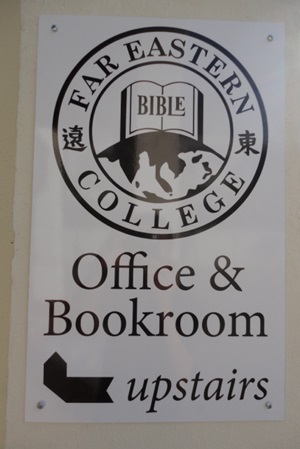 FAR EASTERN
BIBLE
遠 東
COLLEGE
Office &
Bookroom
upstairs